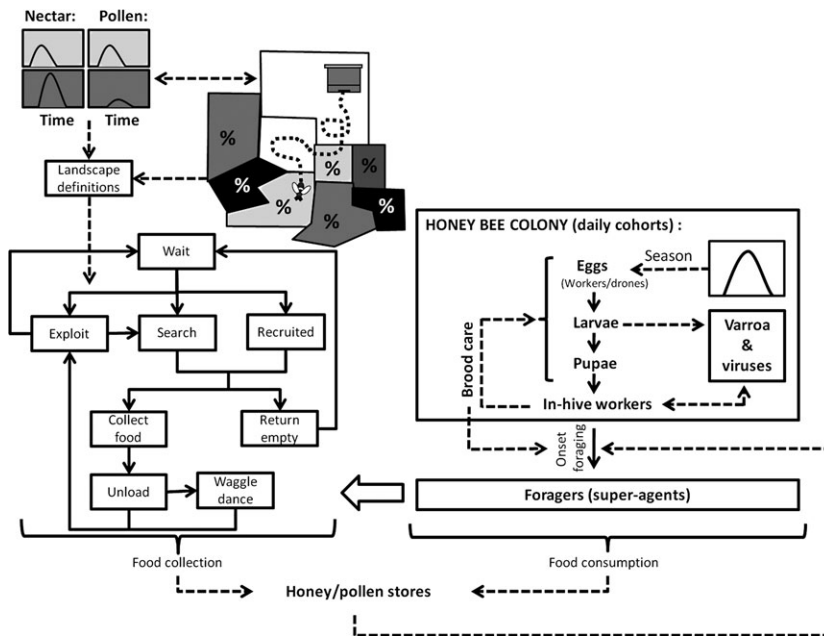 Nectar: Pollen:
Time Time
Landscape
definitions
%
%
%
%
%
%
%
Wait
Exploit
Search
Recruited
Collect
food
Return
empty
Unload
Waggle
dance
Food collection
HONEY BEE COLONY (daily cohorts) :
Eggs
(Workers/drones)
Season
Larvae
Pupae
In-hive workers
Varroa
&
viruses
Brood care
Onset
foraging
Foragers (super-agents)
Food consumption
Honey/pollen stores